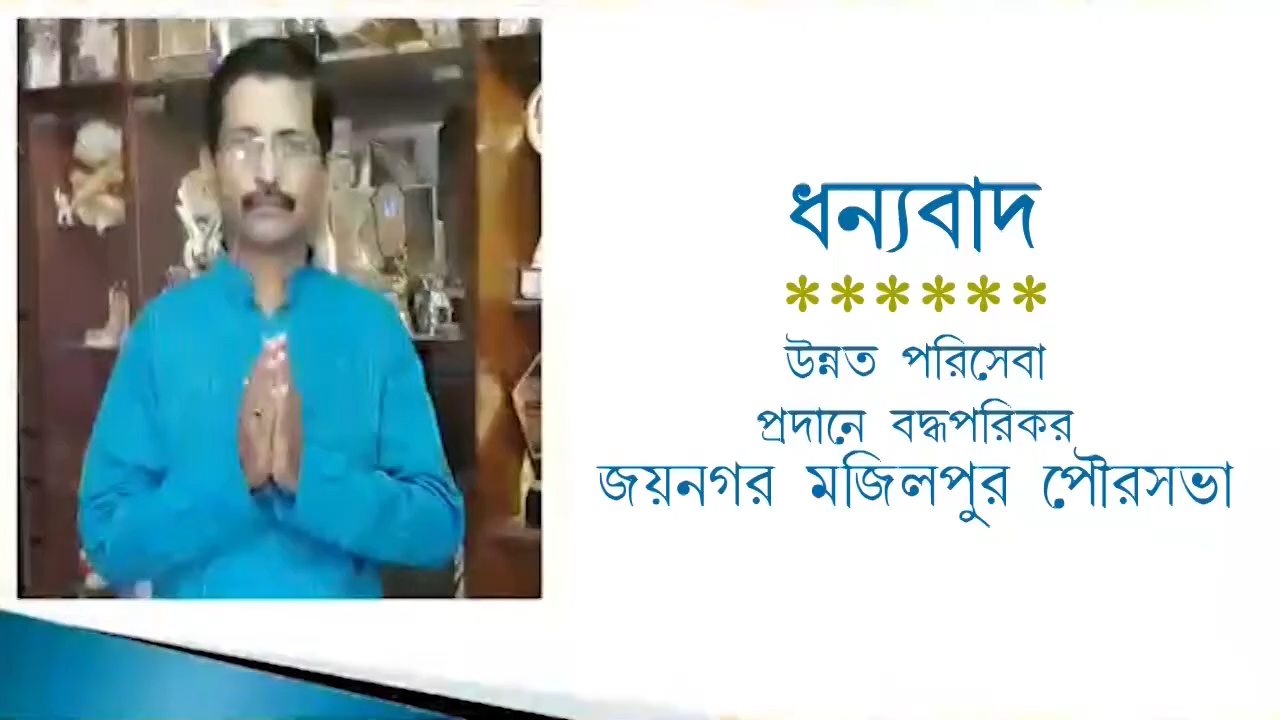 ধন্যবাদ
******
উন্নত পরিসেবা
প্রদানে বদ্ধপরিকর
জয়নগর মজিলপুর পৌরসভা